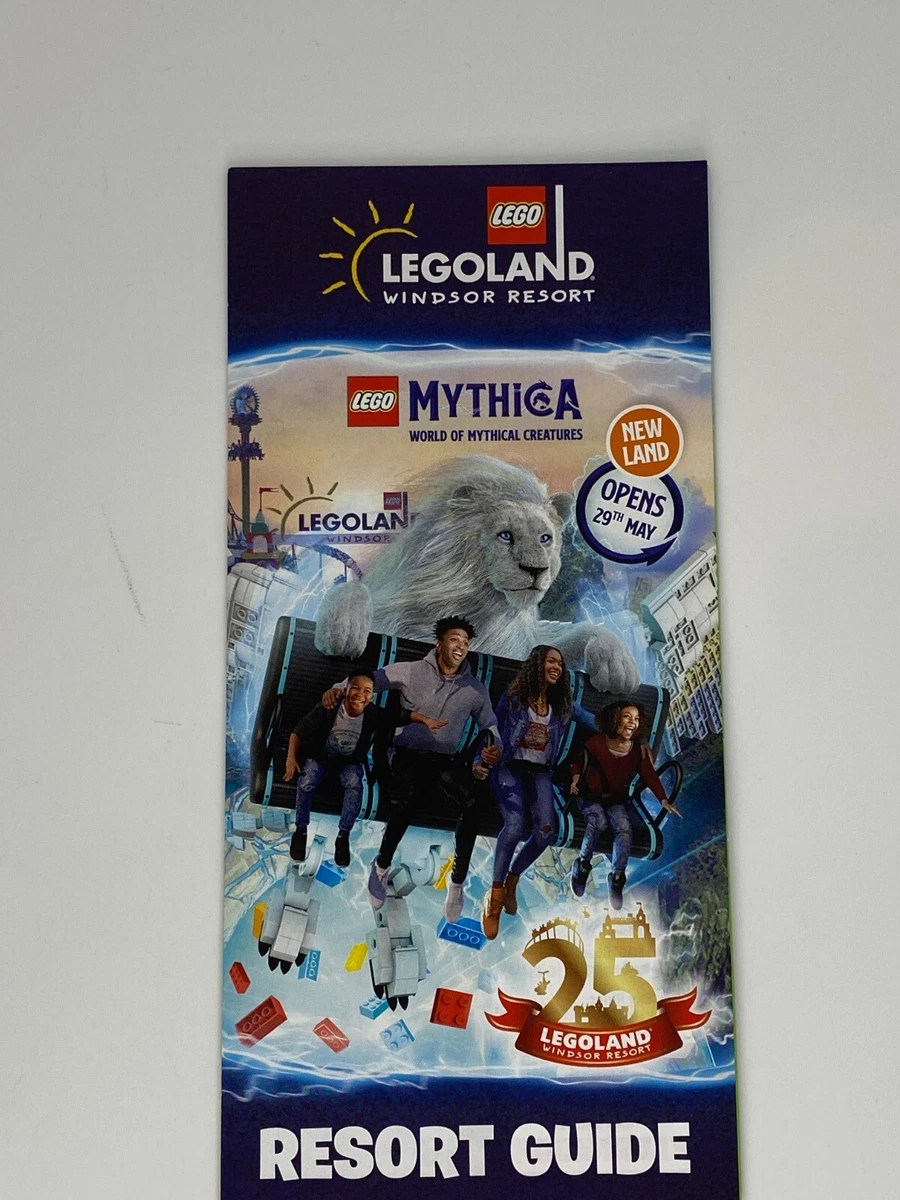 LEGO
LEGOLAND
WINDSOR RESORT
LEGO MYTHICA
WORLD OF MYTHICAL CREATURES
NEW
LAND
OPENS
29TH MAY
LEGOLAN
WINDSOR
25
LEGOLAND
WINDSOR RESORT
RESORT GUIDE